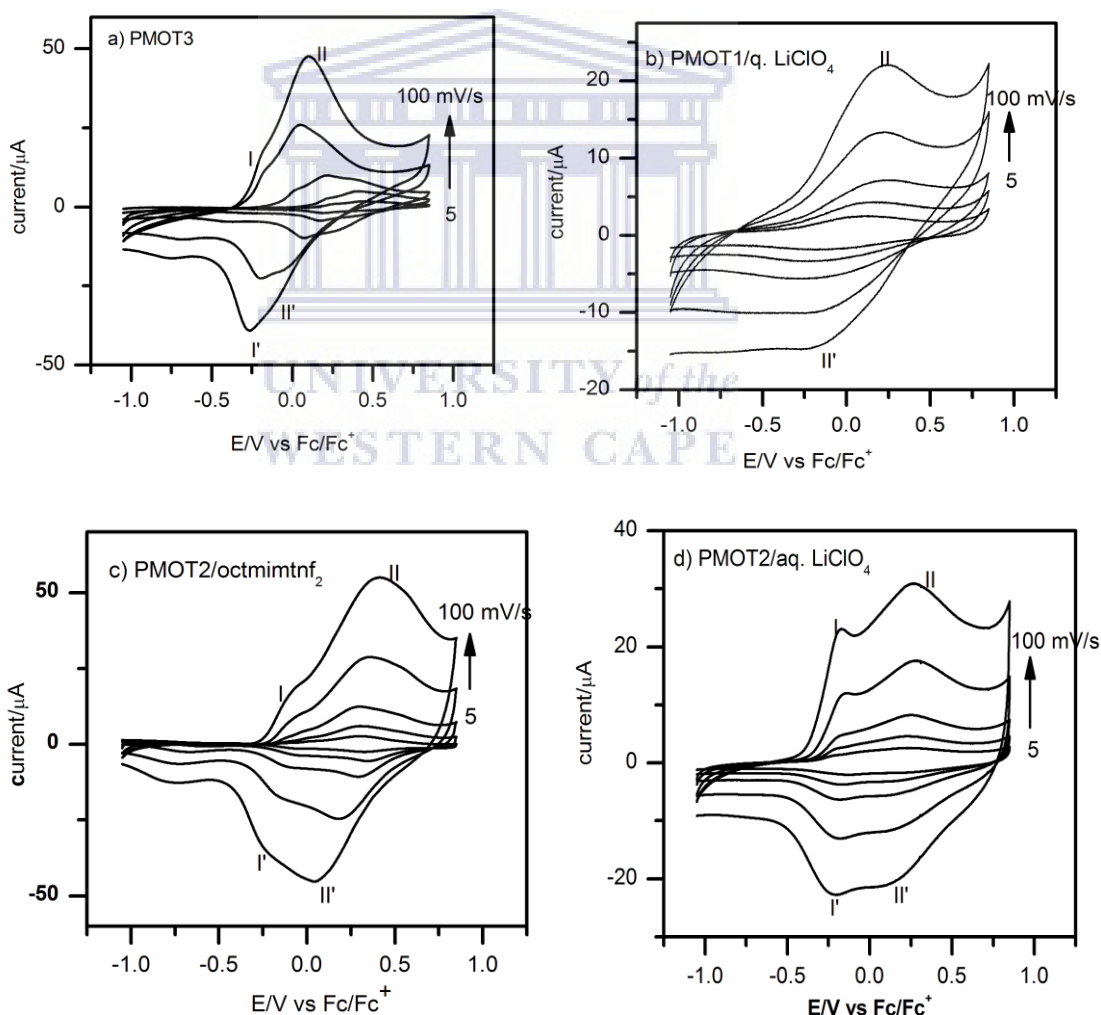 a) PMOT3
II
100 mV/s
I
5
50
0
-50
current/μA
II'
I'
-1.0 -0.5 0.0 0.5 1.0
E/V vs Fc/Fc⁺
b) PMOT1/q. LiClO₄
II
100 mV/s
5
20
10
0
-10
-20
current/μA
II'
-1.0 -0.5 0.0 0.5 1.0
E/V vs Fc/Fc⁺
UNIVERSITY of the
WESTERN CAPE
c) PMOT2/octmimtnf₂
II
100 mV/s
I
5
50
0
-50
current/μA
I'
II'
-1.0 -0.5 0.0 0.5 1.0
E/V vs Fc/Fc⁺
d) PMOT2/aq. LiClO₄
II
I
100 mV/s
5
40
20
0
-20
current/μA
I'
II'
-1.0 -0.5 0.0 0.5 1.0
E/V vs Fc/Fc⁺